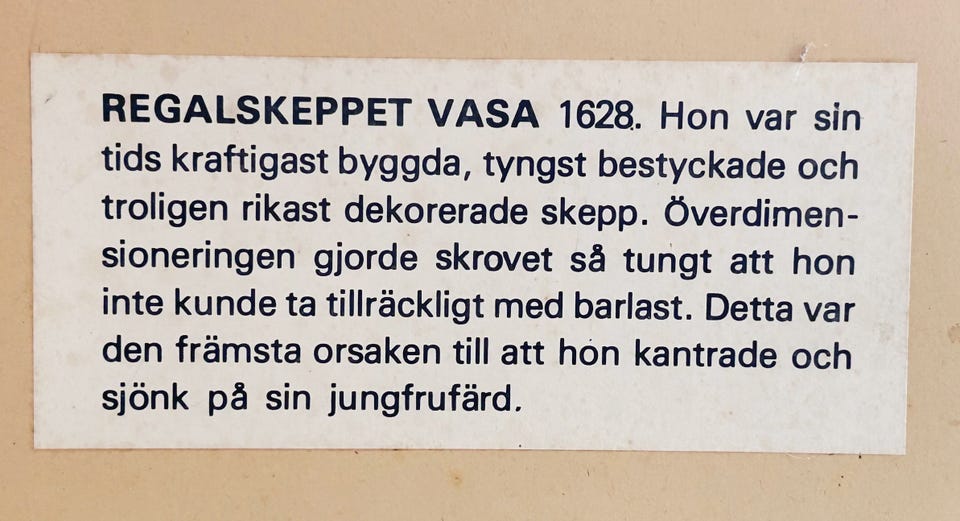 REGALSKEPPET VASA 1628. Hon var sin
tids kraftigast byggda, tyngst bestyckade och
troligen rikast dekorerade skepp. Överdimen-
sioneringen gjorde skrovet så tungt att hon
inte kunde ta tillräckligt med barlast. Detta var
den främsta orsaken till att hon kantrade och
sjönk på sin jungfrufärd.